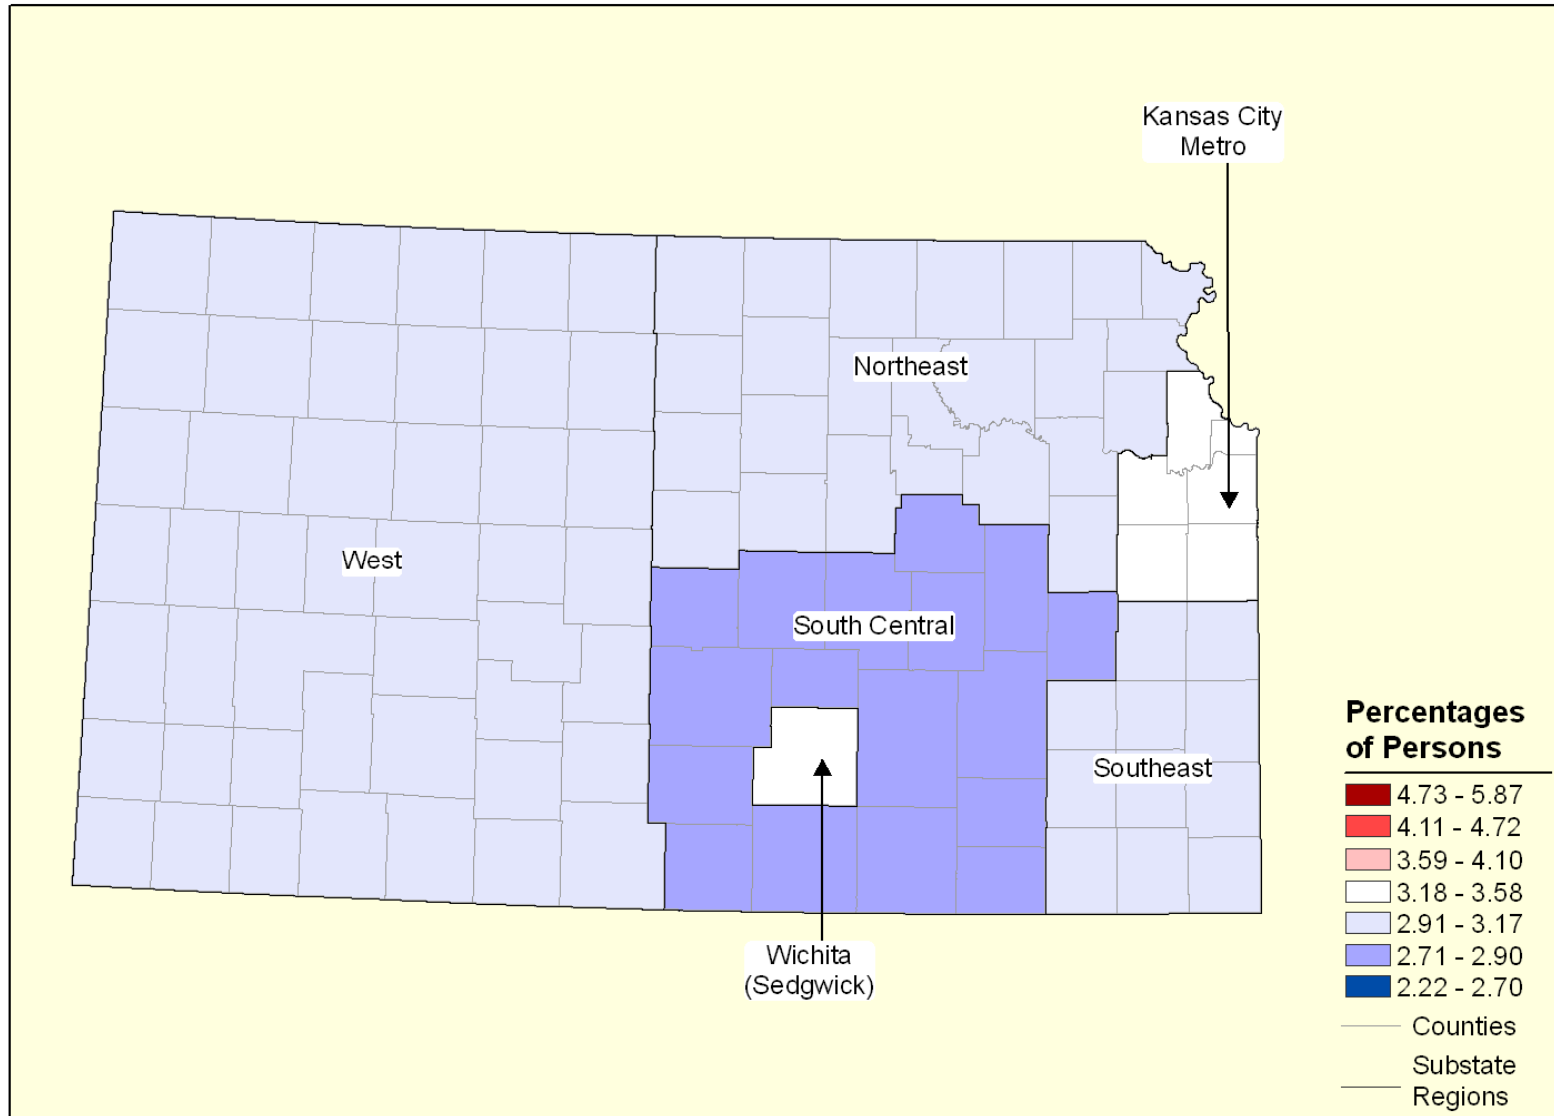 Kansas City
Metro
Northeast
West
South Central
Southeast
Wichita
(Sedgwick)
Percentages
of Persons
4.73 - 5.87
4.11 - 4.72
3.59 - 4.10
3.18 - 3.58
2.91 - 3.17
2.71 - 2.90
2.22 - 2.70
Counties
Substate
Regions